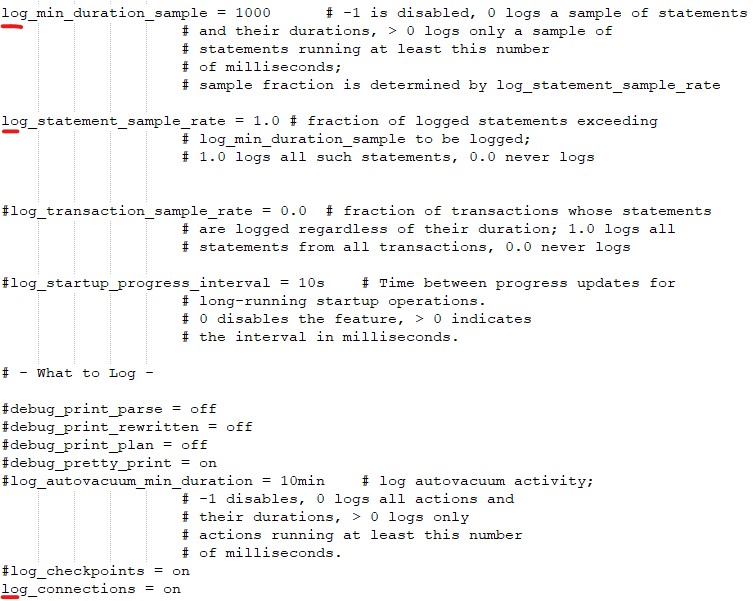 log_min_duration_sample = 1000 # -1 is disabled, 0 logs a sample of statements
# and their durations, > 0 logs only a sample of
# statements running at least this number
# of milliseconds;
# sample fraction is determined by log_statement_sample_rate
log_statement_sample_rate = 1.0 # fraction of logged statements exceeding
# log_min_duration_sample to be logged;
# 1.0 logs all such statements, 0.0 never logs
#log_transaction_sample_rate = 0.0 # fraction of transactions whose statements
# are logged regardless of their duration; 1.0 logs all
# statements from all transactions, 0.0 never logs
#log_startup_progress_interval = 10s # Time between progress updates for
# long-running startup operations.
# 0 disables the feature, > 0 indicates
# the interval in milliseconds.
# - What to Log -
#debug_print_parse = off
#debug_print_rewritten = off
#debug_print_plan = off
#debug_pretty_print = on
#log_autovacuum_min_duration = 10min # log autovacuum activity;
# -1 disables, 0 logs all actions and
# their durations, > 0 logs only
# actions running at least this number
# of milliseconds.
#log_checkpoints = on
log_connections = on